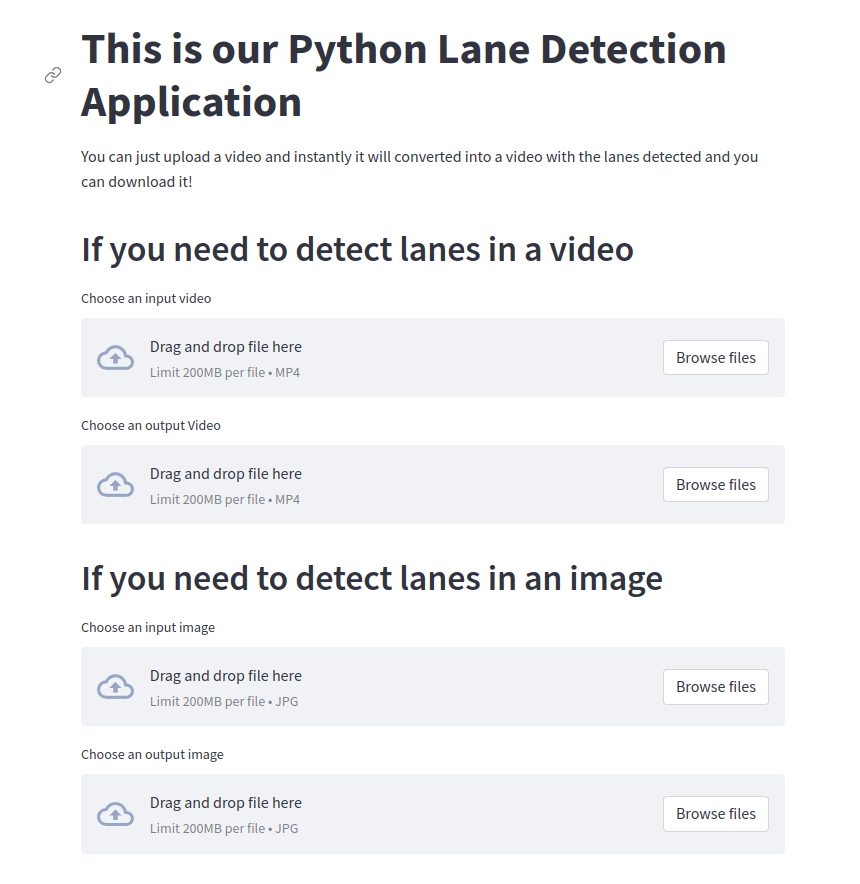 This is our Python Lane Detection
Application
You can just upload a video and instantly it will converted into a video with the lanes detected and you
can download it!
If you need to detect lanes in a video
Choose an input video
Drag and drop file here
Limit 200MB per file • MP4
Browse files
Choose an output Video
Drag and drop file here
Limit 200MB per file • MP4
Browse files
If you need to detect lanes in an image
Choose an input image
Drag and drop file here
Limit 200MB per file • JPG
Browse files
Choose an output image
Drag and drop file here
Limit 200MB per file • JPG
Browse files